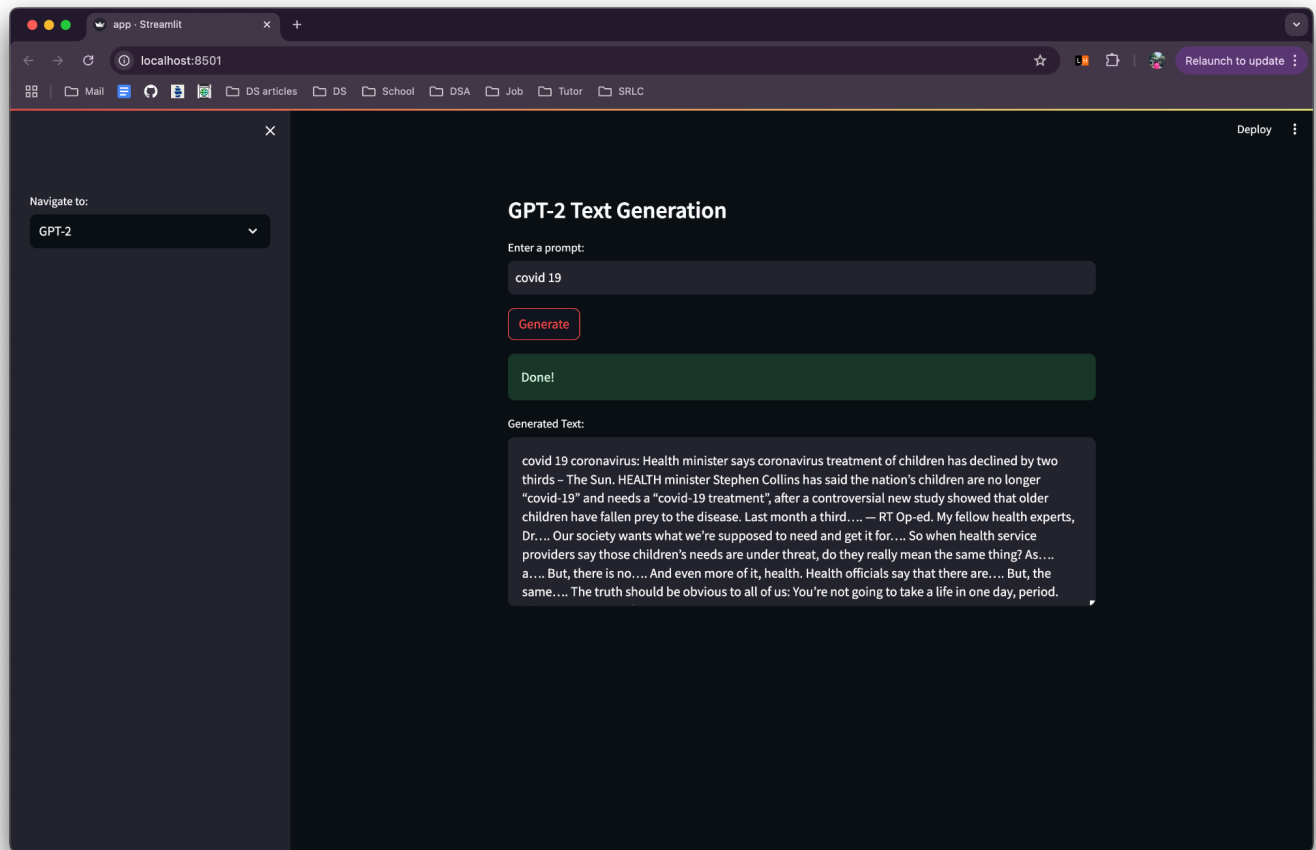 app · Streamlit
localhost:8501
Relaunch to update
Mail
DS articles
DS
School
DSA
Job
Tutor
SRLC
Deploy
Navigate to:
GPT-2
GPT-2 Text Generation
Enter a prompt:
covid 19
Generate
Done!
Generated Text:
covid 19 coronavirus: Health minister says coronavirus treatment of children has declined by two
thirds – The Sun. HEALTH minister Stephen Collins has said the nation’s children are no longer
“covid-19” and needs a “covid-19 treatment”, after a controversial new study showed that older
children have fallen prey to the disease. Last month a third…. — RT Op-ed. My fellow health experts,
Dr…. Our society wants what we’re supposed to need and get it for…. So when health service
providers say those children’s needs are under threat, do they really mean the same thing? As….
a…. But, there is no…. And even more of it, health. Health officials say that there are…. But, the
same…. The truth should be obvious to all of us: You’re not going to take a life in one day, period.